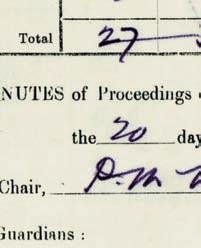 Total 27
NUTES of Proceedings
the 20 day
Chair, P. M.
Guardians :